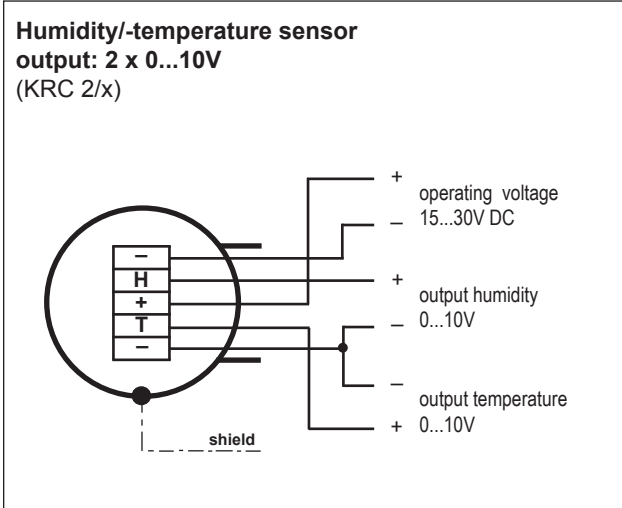 Humidity/-temperature sensor
output: 2 x 0...10V
(KRC 2/x)
+
operating voltage
– 15...30V DC
–
H
+
T
–
+
output humidity
– 0...10V
–
output temperature
+ 0...10V
shield